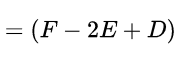 = (F − 2E + D)